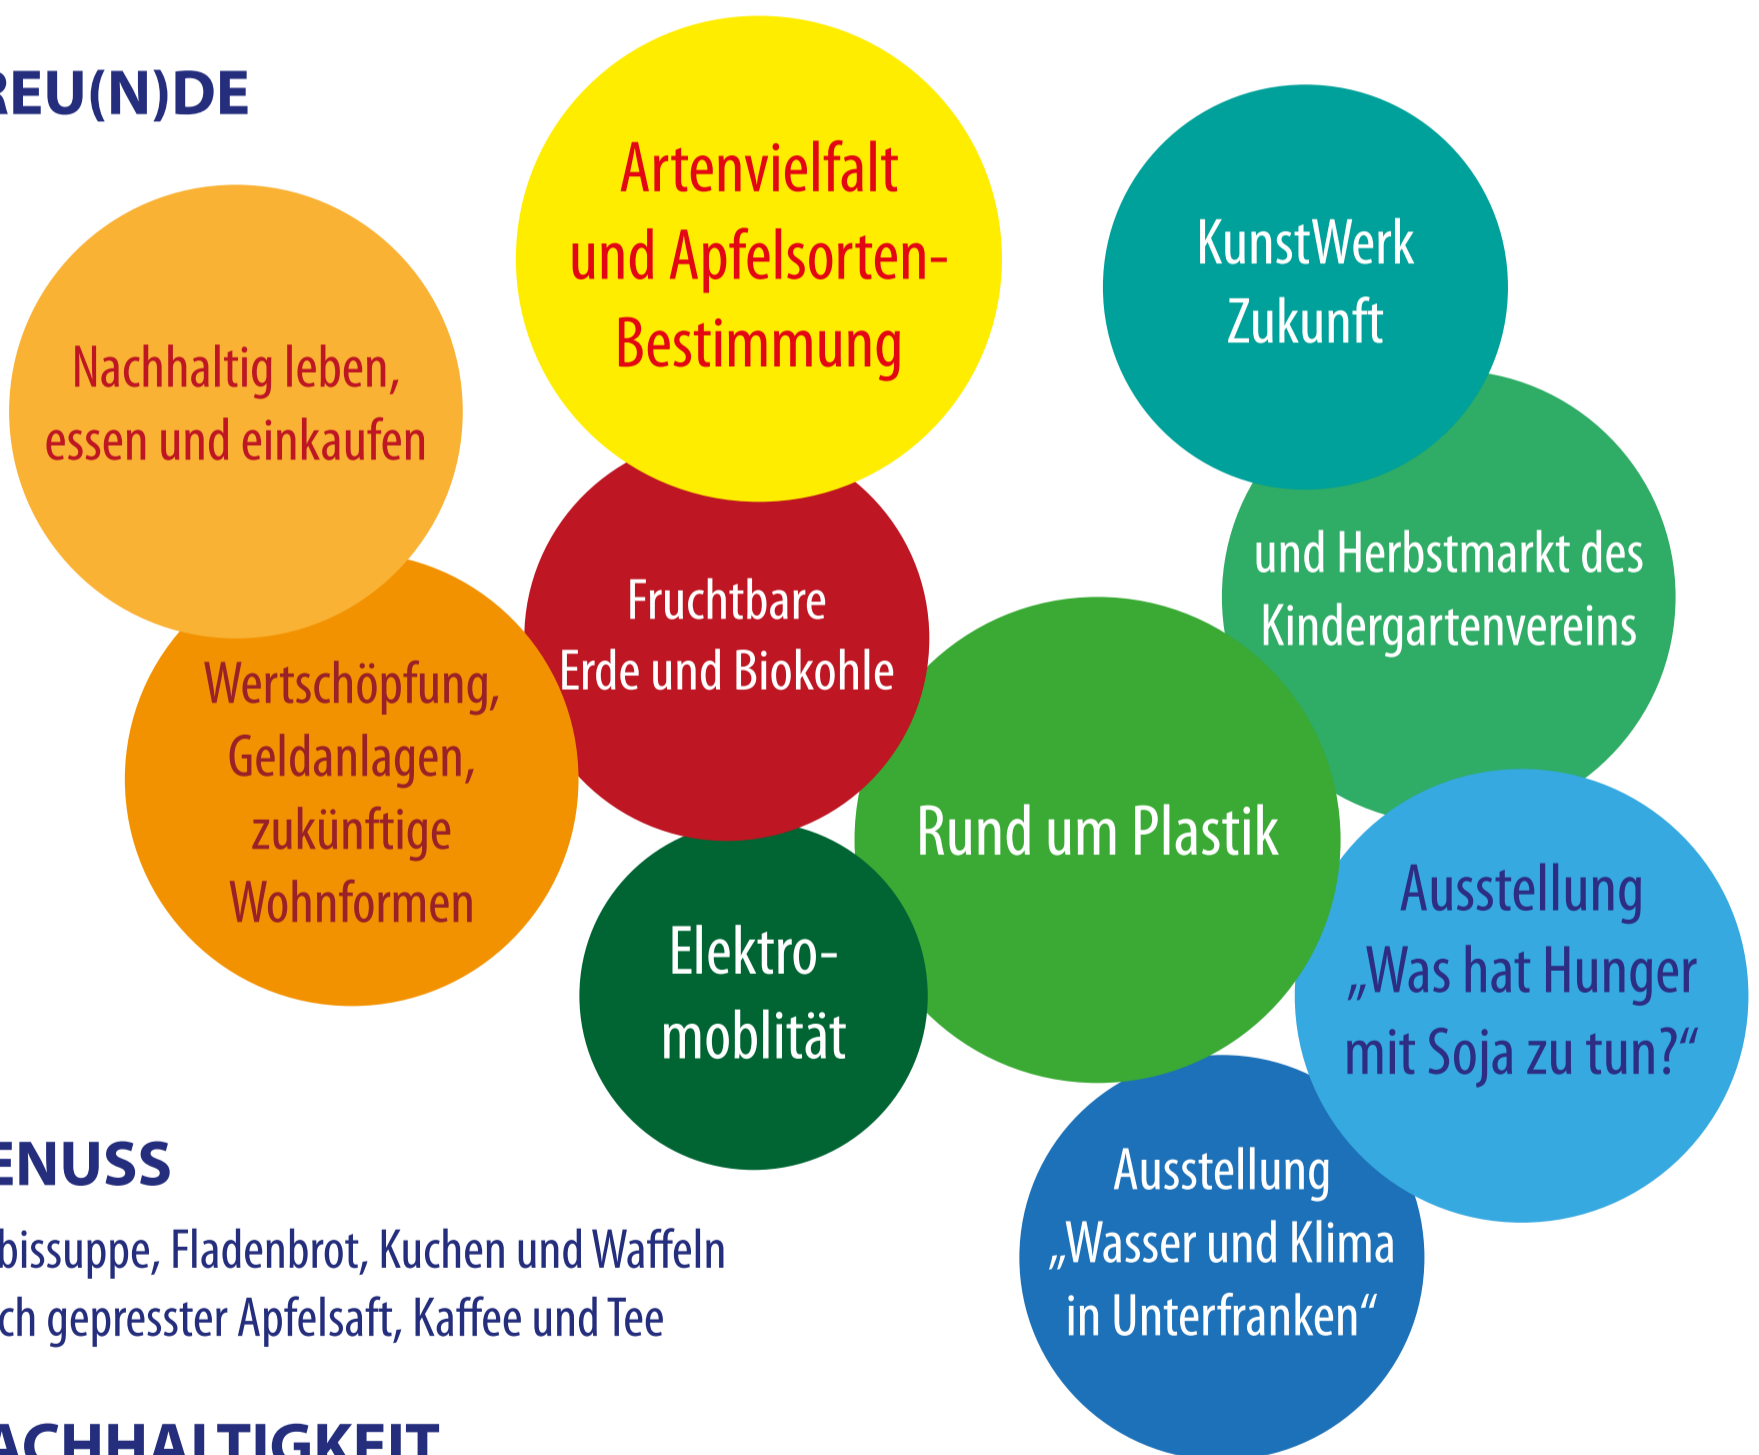 REU(N)DE
Artenvielfalt
und Apfelsorten-
Bestimmung
KunstWerk
Zukunft
Nachhaltig leben,
essen und einkaufen
und Herbstmarkt des
Kindergartenvereins
Fruchtbare
Erde und Biokohle
Wertschöpfung,
Geldanlagen,
zukünftige
Wohnformen
Rund um Plastik
Elektro-
moblität
Ausstellung
„Was hat Hunger
mit Soja zu tun?“
Ausstellung
„Wasser und Klima
in Unterfranken“
ENUSS
bissuppe, Fladenbrot, Kuchen und Waffeln
ch gepresster Apfelsaft, Kaffee und Tee
ACHHALTIGKEIT